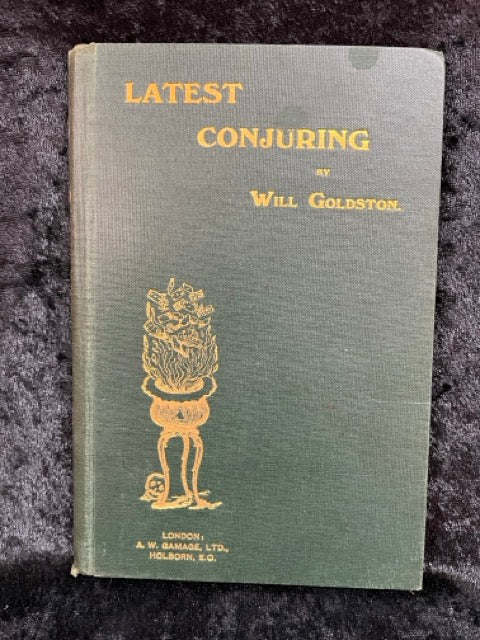 LATEST
CONJURING
BY
WILL GOLDSTON.
LONDON:
A. W. GAMAGE, LTD.,
HOLBORN, E.C.